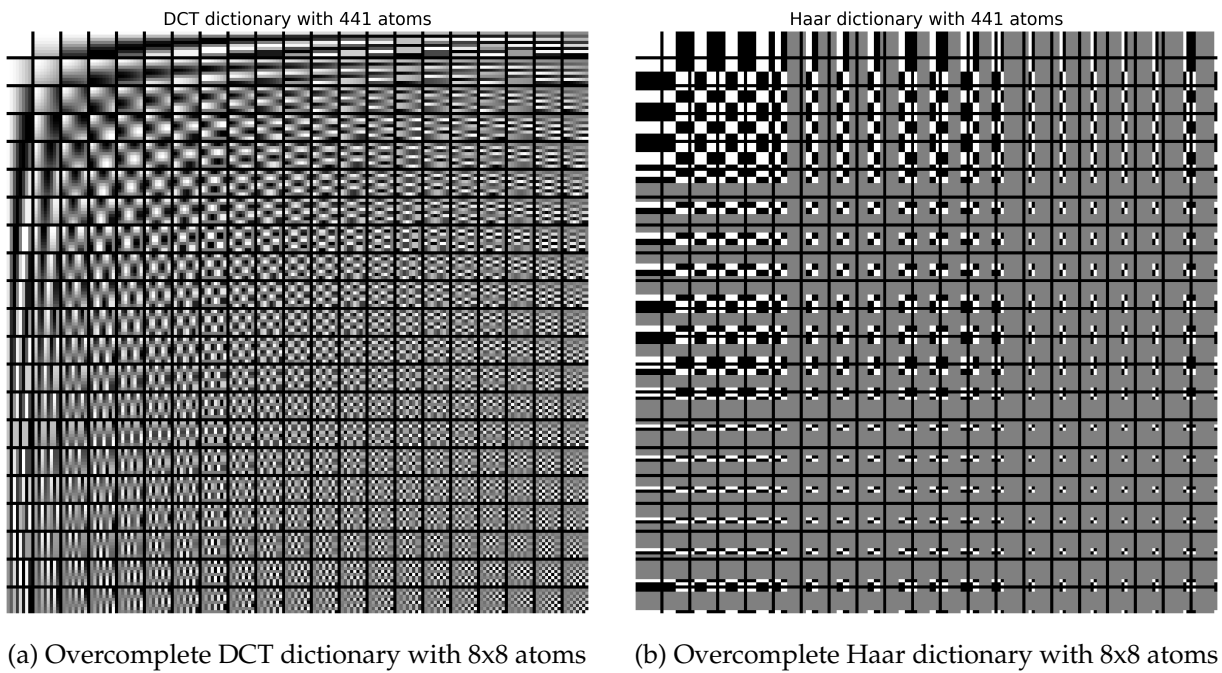 DCT dictionary with 441 atoms
Haar dictionary with 441 atoms
(a) Overcomplete DCT dictionary with 8x8 atoms
(b) Overcomplete Haar dictionary with 8x8 atoms